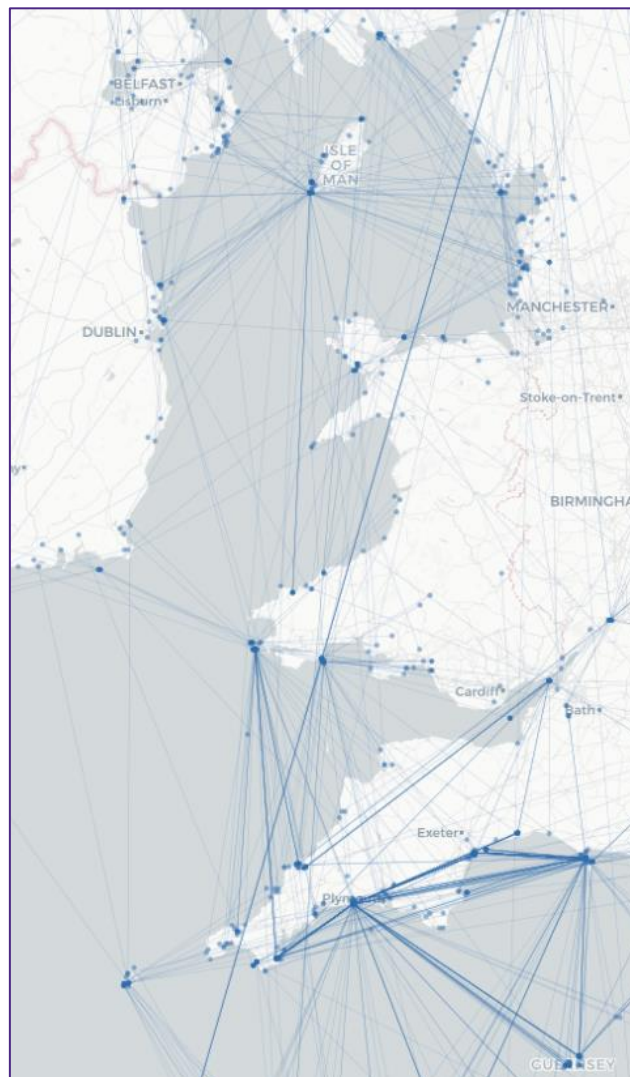 BELFAST
Lisburn
ISLE
OF
MAN
MANCHESTER
DUBLIN
Stoke-on-Trent
BIRMINGHA
Cardiff
Bath
Exeter
GUERNSEY